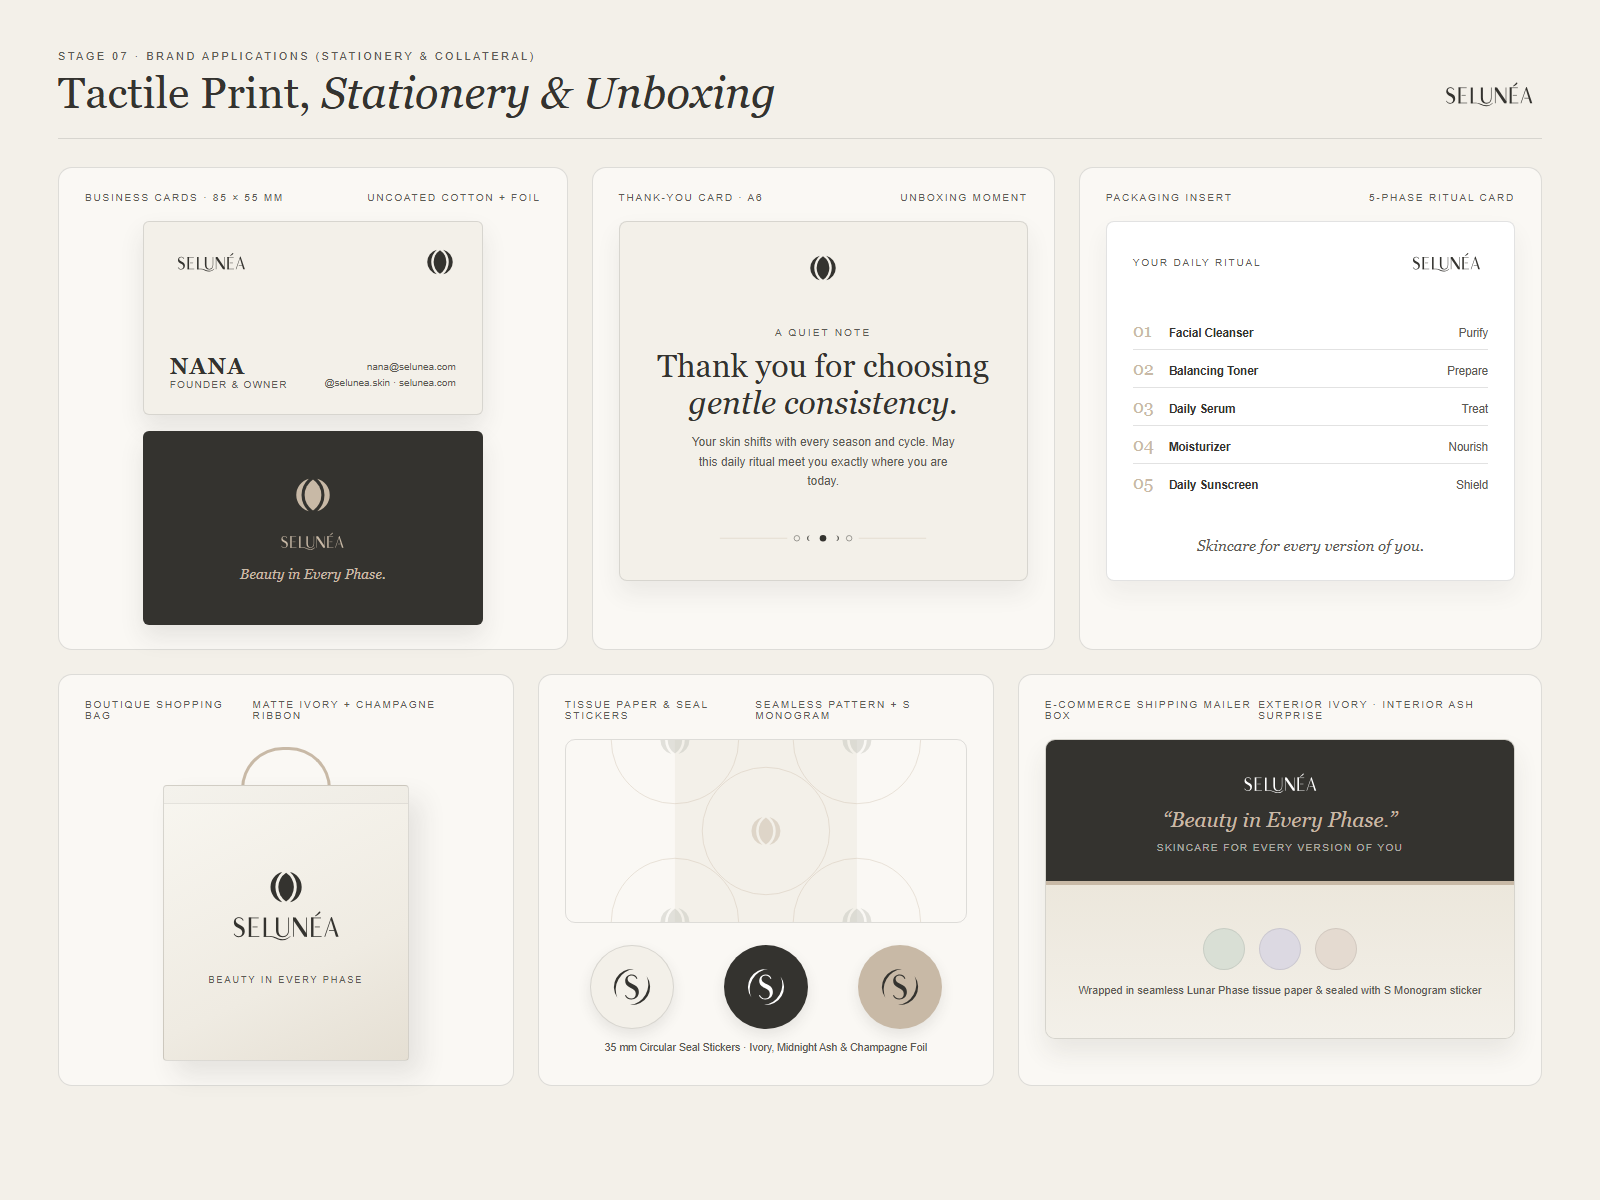 STAGE 07 · BRAND APPLICATIONS (STATIONERY & COLLATERAL)
Tactile Print, Stationery & Unboxing
SELUNÉA
BUSINESS CARDS · 85 × 55 MM
UNCOATED COTTON + FOIL
SELUNÉA
NANA
FOUNDER & OWNER
nana@selunea.com
@selunea.skin · selunea.com
SELUNÉA
Beauty in Every Phase.
THANK-YOU CARD · A6
UNBOXING MOMENT
A QUIET NOTE
Thank you for choosing
gentle consistency.
Your skin shifts with every season and cycle. May
this daily ritual meet you exactly where you are
today.
PACKAGING INSERT
5-PHASE RITUAL CARD
YOUR DAILY RITUAL
SELUNÉA
01 Facial Cleanser Purify
02 Balancing Toner Prepare
03 Daily Serum Treat
04 Moisturizer Nourish
05 Daily Sunscreen Shield
Skincare for every version of you.
BOUTIQUE SHOPPING
BAG
MATTE IVORY + CHAMPAGNE
RIBBON
SELUNÉA
BEAUTY IN EVERY PHASE
TISSUE PAPER & SEAL
STICKERS
SEAMLESS PATTERN + S
MONOGRAM
S
S
S
35 mm Circular Seal Stickers · Ivory, Midnight Ash & Champagne Foil
E-COMMERCE SHIPPING MAILER
BOX
EXTERIOR IVORY · INTERIOR ASH
SURPRISE
SELUNÉA
“Beauty in Every Phase.”
SKINCARE FOR EVERY VERSION OF YOU
Wrapped in seamless Lunar Phase tissue paper & sealed with S Monogram sticker